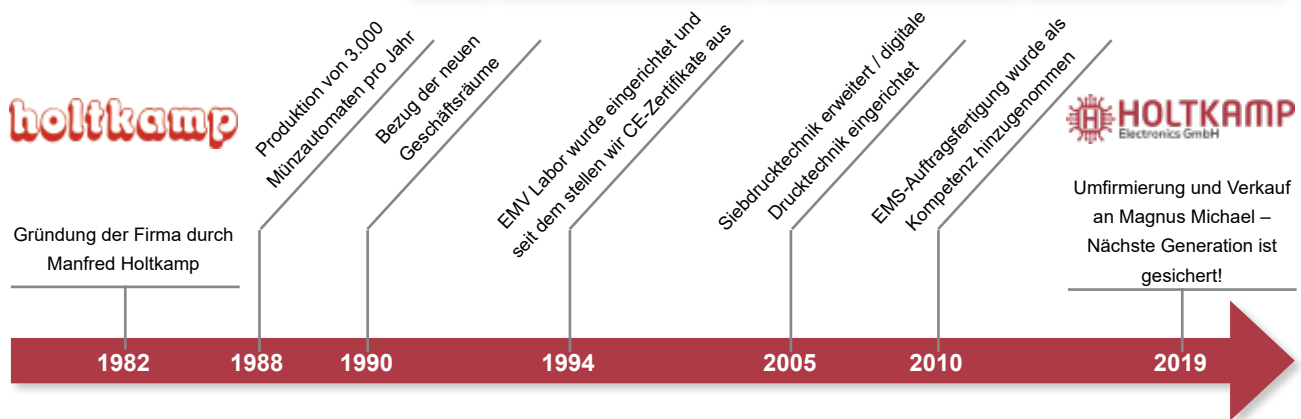 holtkamp
Gründung der Firma durch
Manfred Holtkamp
Produktion von 3.000
Münzautomaten pro Jahr
Bezug der neuen
Geschäftsräume
EMV Labor wurde eingerichtet und
seit dem stellen wir CE-Zertifikate aus
Siebdrucktechnik erweitert / digitale
Drucktechnik eingerichtet
EMS-Auftragsfertigung wurde als
Kompetenz hinzugenommen
HOLTKAMP
Electronics GmbH
Umfirmierung und Verkauf
an Magnus Michael –
Nächste Generation ist
gesichert!
1982 1988 1990 1994 2005 2010 2019